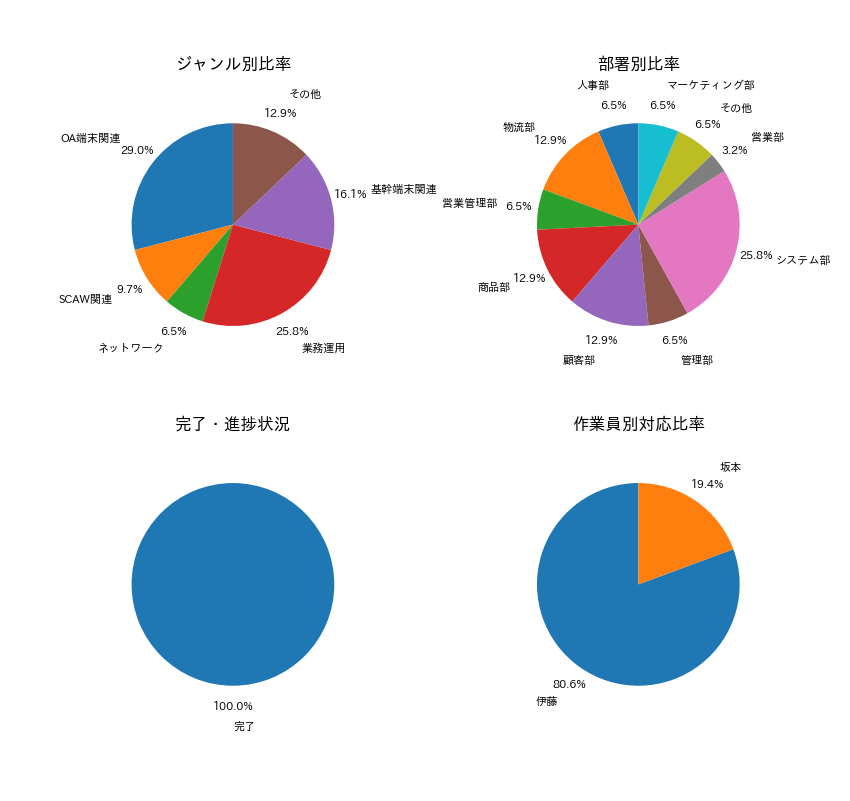 ジャンル別比率
その他
12.9%
OA端末関連
29.0%
16.1%
基幹端末関連
SCAW関連
9.7%
ネットワーク
6.5%
25.8%
業務運用
部署別比率
人事部
6.5%
マーケティング部
6.5%
その他
6.5%
営業部
3.2%
物流部
12.9%
営業管理部
6.5%
商品部
12.9%
顧客部
12.9%
管理部
6.5%
25.8%
システム部
完了・進捗状況
100.0%
完了
作業員別対応比率
坂本
19.4%
80.6%
伊藤